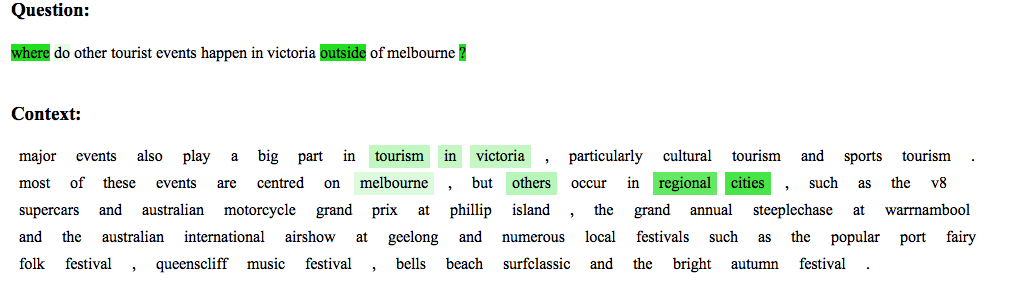 Question:
where do other tourist events happen in victoria outside of melbourne ?
Context:
major events also play a big part in tourism in victoria , particularly cultural tourism and sports tourism .
most of these events are centred on melbourne , but others occur in regional cities , such as the v8
supercars and australian motorcycle grand prix at phillip island , the grand annual steeplechase at warrnambool
and the australian international airshow at geelong and numerous local festivals such as the popular port fairy
folk festival , queenscliff music festival , bells beach surfclassic and the bright autumn festival .